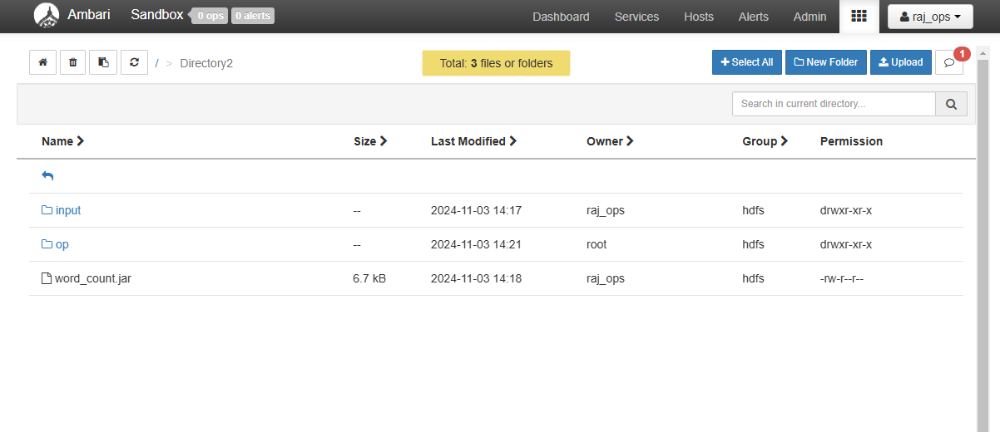 Ambari Sandbox 0 ops 0 alerts Dashboard Services Hosts Alerts Admin raj_ops
/ > Directory2 Total: 3 files or folders Select All New Folder Upload 1
Search in current directory...
Name Size Last Modified Owner Group Permission
input -- 2024-11-03 14:17 raj_ops hdfs drwxr-xr-x
op -- 2024-11-03 14:21 root hdfs drwxr-xr-x
word_count.jar 6.7 kB 2024-11-03 14:18 raj_ops hdfs -rw-r--r--